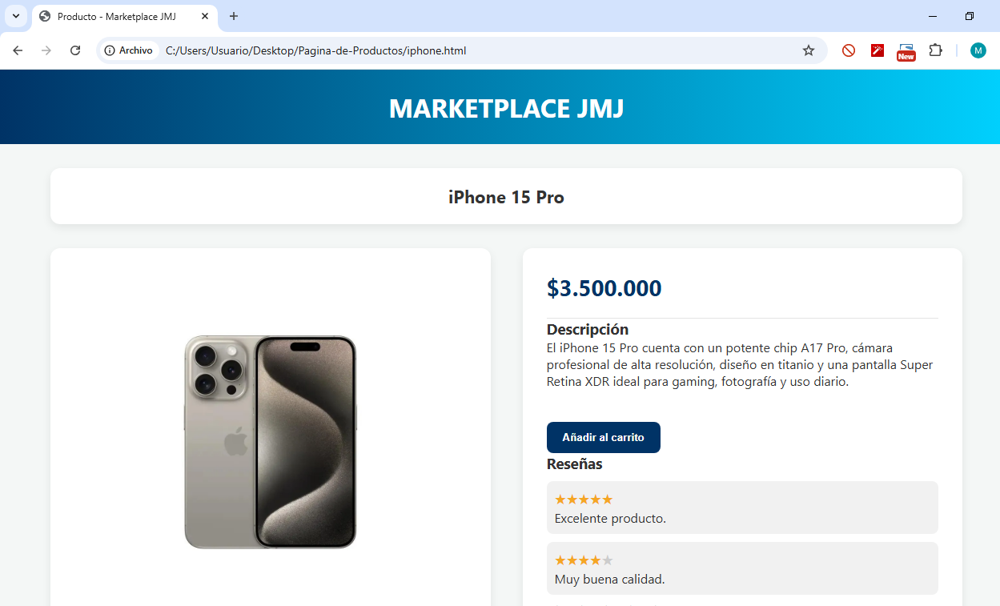 Producto - Marketplace JMJ
Archivo
C:/Users/Usuario/Desktop/Pagina-de-Productos/iphone.html
New
M
MARKETPLACE JMJ
iPhone 15 Pro
$3.500.000
Descripción
El iPhone 15 Pro cuenta con un potente chip A17 Pro, cámara
profesional de alta resolución, diseño en titanio y una pantalla Super
Retina XDR ideal para gaming, fotografía y uso diario.
Añadir al carrito
Reseñas
★★★★★
Excelente producto.
★★★★★
Muy buena calidad.